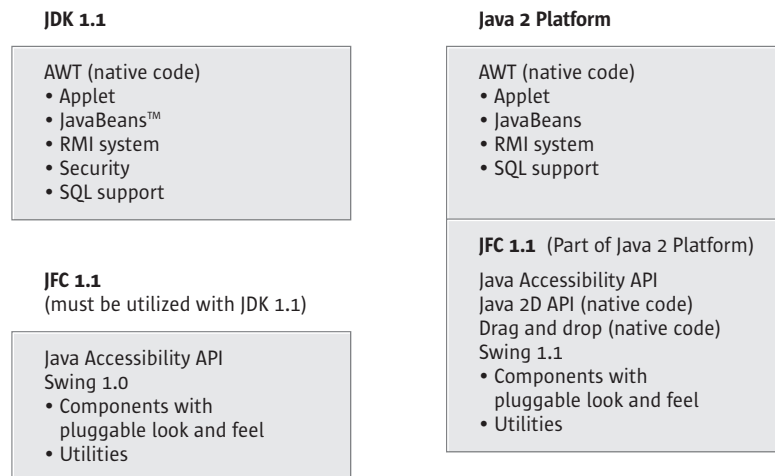 JDK 1.1
AWT (native code)
• Applet
• JavaBeans™
• RMI system
• Security
• SQL support
JFC 1.1
(must be utilized with JDK 1.1)
Java Accessibility API
Swing 1.0
• Components with
pluggable look and feel
• Utilities
Java 2 Platform
AWT (native code)
• Applet
• JavaBeans
• RMI system
• SQL support
JFC 1.1 (Part of Java 2 Platform)
Java Accessibility API
Java 2D API (native code)
Drag and drop (native code)
Swing 1.1
• Components with
pluggable look and feel
• Utilities